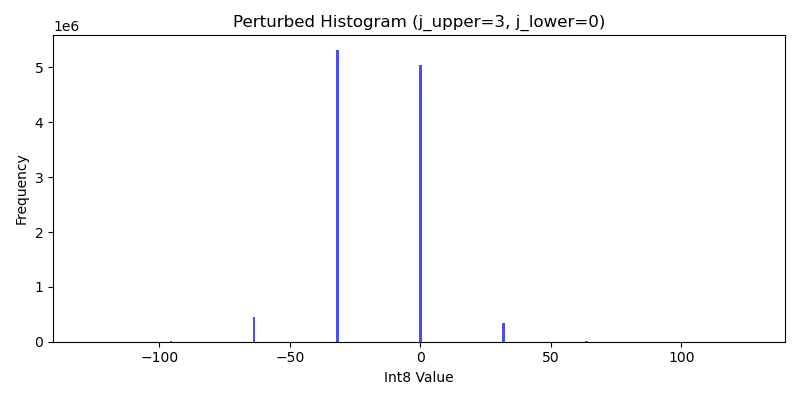 Perturbed Histogram (j_upper=3, j_lower=0)
1e6
5
4
3
2
1
0
Frequency
−100
−50
0
50
100
Int8 Value